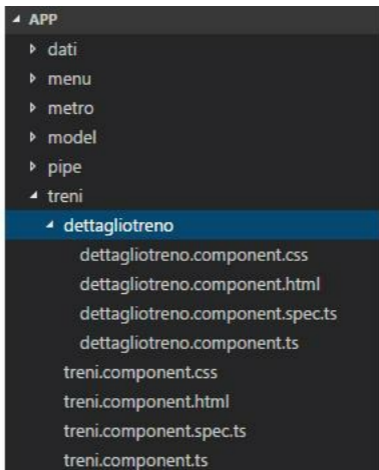 APP
dati
menu
metro
model
pipe
treni
dettagliotreno
dettagliotreno.component.css
dettagliotreno.component.html
dettagliotreno.component.spec.ts
dettagliotreno.component.ts
treni.component.css
treni.component.html
treni.component.spec.ts
treni.component.ts